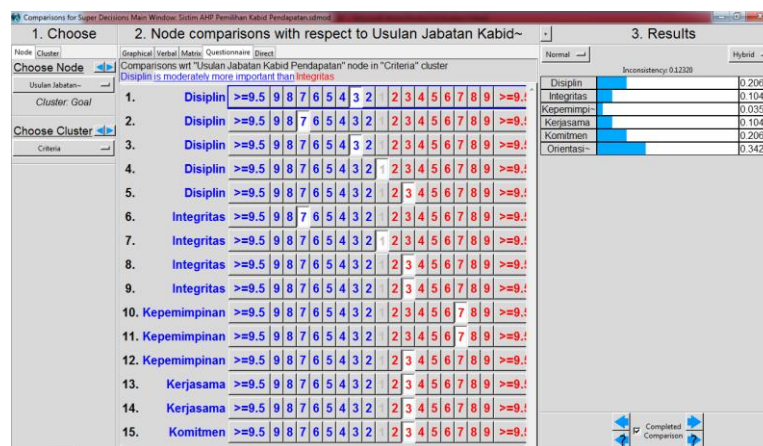 Comparisons for Super Decisions Main Window: Sistim AHP Pemilihan Kabid Pendapatan.sdmod
1. Choose
2. Node comparisons with respect to Usulan Jabatan Kabid~
3. Results
Node Cluster
Graphical Verbal Matrix Questionnaire Direct
Normal
Hybrid
Choose Node
Comparisons wrt "Usulan Jabatan Kabid Pendapatan" node in "Criteria" cluster
Disiplin is moderately more important than Integritas
Inconsistency: 0.12320
Usulan Jabatan~
Cluster: Goal
Choose Cluster
Criteria
1. Disiplin >=9.5 9 8 7 6 5 4 3 2 1 2 3 4 5 6 7 8 9 >=9.5
2. Disiplin >=9.5 9 8 7 6 5 4 3 2 1 2 3 4 5 6 7 8 9 >=9.5
3. Disiplin >=9.5 9 8 7 6 5 4 3 2 1 2 3 4 5 6 7 8 9 >=9.5
4. Disiplin >=9.5 9 8 7 6 5 4 3 2 1 2 3 4 5 6 7 8 9 >=9.5
5. Disiplin >=9.5 9 8 7 6 5 4 3 2 1 2 3 4 5 6 7 8 9 >=9.5
6. Integritas >=9.5 9 8 7 6 5 4 3 2 1 2 3 4 5 6 7 8 9 >=9.5
7. Integritas >=9.5 9 8 7 6 5 4 3 2 1 2 3 4 5 6 7 8 9 >=9.5
8. Integritas >=9.5 9 8 7 6 5 4 3 2 1 2 3 4 5 6 7 8 9 >=9.5
9. Integritas >=9.5 9 8 7 6 5 4 3 2 1 2 3 4 5 6 7 8 9 >=9.5
10. Kepemimpinan >=9.5 9 8 7 6 5 4 3 2 1 2 3 4 5 6 7 8 9 >=9.5
11. Kepemimpinan >=9.5 9 8 7 6 5 4 3 2 1 2 3 4 5 6 7 8 9 >=9.5
12. Kepemimpinan >=9.5 9 8 7 6 5 4 3 2 1 2 3 4 5 6 7 8 9 >=9.5
13. Kerjasama >=9.5 9 8 7 6 5 4 3 2 1 2 3 4 5 6 7 8 9 >=9.5
14. Kerjasama >=9.5 9 8 7 6 5 4 3 2 1 2 3 4 5 6 7 8 9 >=9.5
15. Komitmen >=9.5 9 8 7 6 5 4 3 2 1 2 3 4 5 6 7 8 9 >=9.5
Disiplin 0.206
Integritas 0.104
Kepemimpi~ 0.035
Kerjasama 0.104
Komitmen 0.206
Orientasi~ 0.342
Completed
Comparison